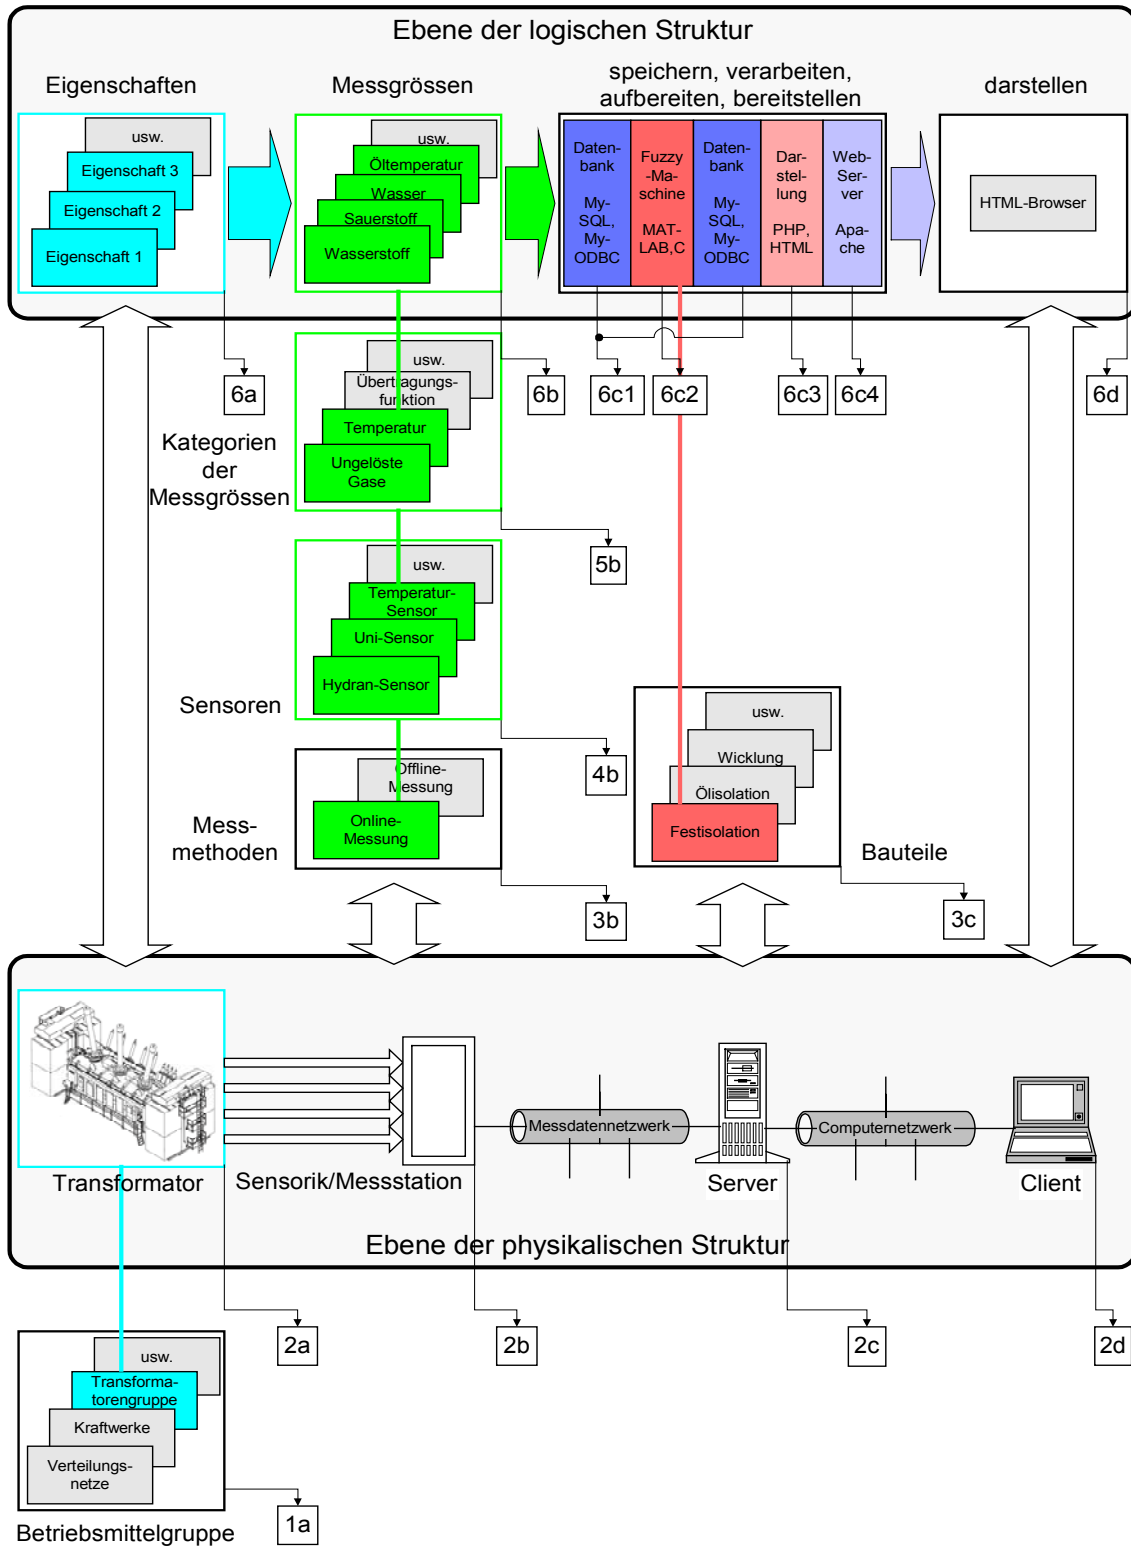 Ebene der logischen Struktur
Eigenschaften
Messgrössen
speichern, verarbeiten,
aufbereiten, bereitstellen
darstellen
usw.
Eigenschaft 3
Eigenschaft 2
Eigenschaft 1
usw.
Öltemperatur
Wasser
Sauerstoff
Wasserstoff
Daten-
bank
My-
SQL,
My-
ODBC
Fuzzy
-Ma-
schine
MAT-
LAB,C
Daten-
bank
My-
SQL,
My-
ODBC
Dar-
stel-
lung
PHP,
HTML
Web-
Ser-
ver
Apa-
che
HTML-Browser
6a
6b
6c1
6c2
6c3
6c4
6d
usw.
Übertragungs-
funktion
Temperatur
Ungelöste
Gase
Kategorien
der
Messgrössen
5b
usw.
Temperatur-
Sensor
Uni-Sensor
Hydran-Sensor
Sensoren
4b
Offline-
Messung
Online-
Messung
Mess-
methoden
3b
usw.
Wicklung
Ölisolation
Festisolation
Bauteile
3c
Messdatennetzwerk
Computernetzwerk
Transformator
Sensorik/Messstation
Server
Client
Ebene der physikalischen Struktur
2a
2b
2c
2d
usw.
Transforma-
torengruppe
Kraftwerke
Verteilungs-
netze
Betriebsmittelgruppe
1a